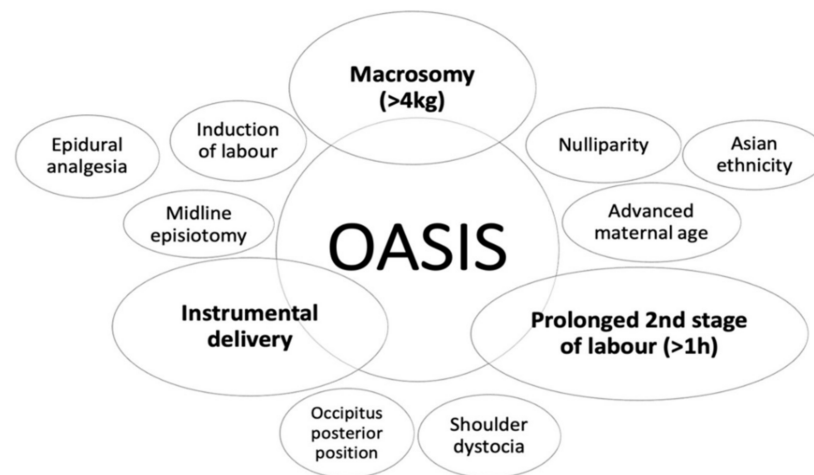 Macrosomy
(>4kg)
Epidural
analgesia
Induction
of labour
Nulliparity
Asian
ethnicity
Midline
episiotomy
Advanced
maternal age
OASIS
Instrumental
delivery
Prolonged 2nd stage
of labour (>1h)
Occipitus
posterior
position
Shoulder
dystocia